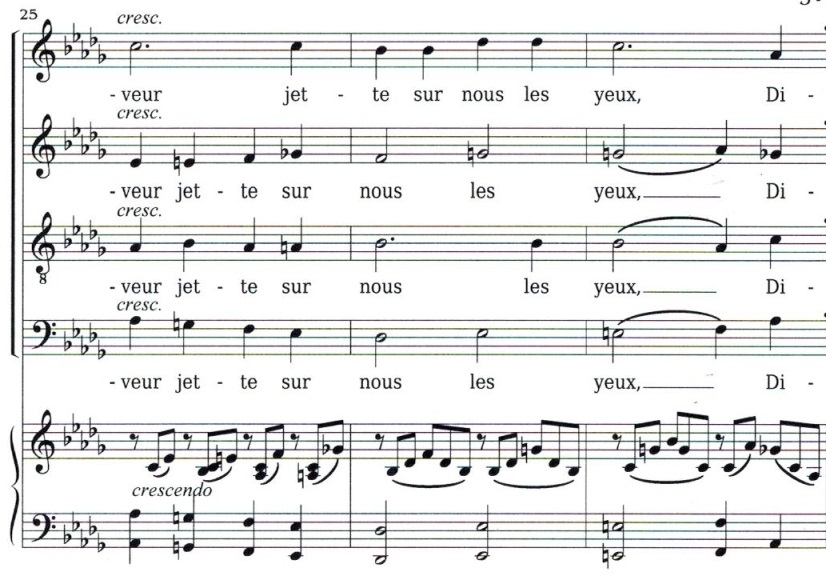 25
cresc.
- veur jet - te sur nous les yeux, Di -
cresc.
- veur jet - te sur nous les yeux, Di -
cresc.
8
- veur jet - te sur nous les yeux, Di -
cresc.
- veur jet - te sur nous les yeux, Di -
crescendo